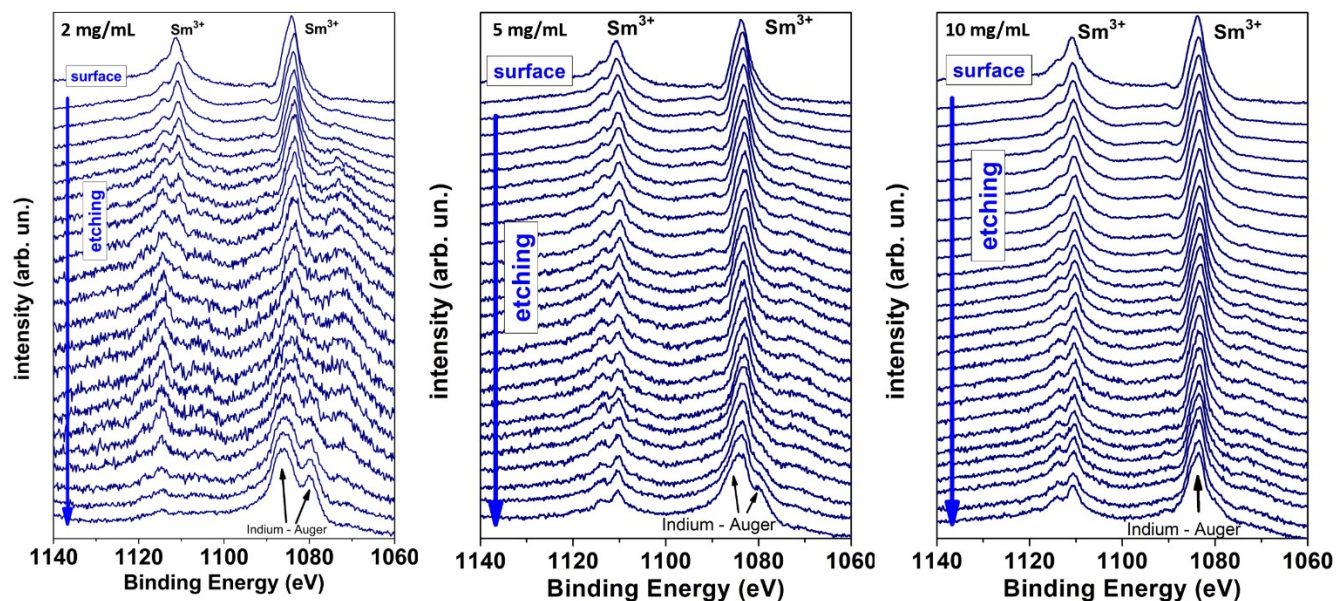 2 mg/mL
Sm3+
Sm3+
surface
etching
Indium - Auger
intensity (arb. un.)
1140 1120 1100 1080 1060
Binding Energy (eV)
5 mg/mL
Sm3+
Sm3+
surface
etching
Indium - Auger
intensity (arb. un.)
1140 1120 1100 1080 1060
Binding Energy (eV)
10 mg/mL
Sm3+
Sm3+
surface
etching
Indium - Auger
intensity (arb. un.)
1140 1120 1100 1080 1060
Binding Energy (eV)